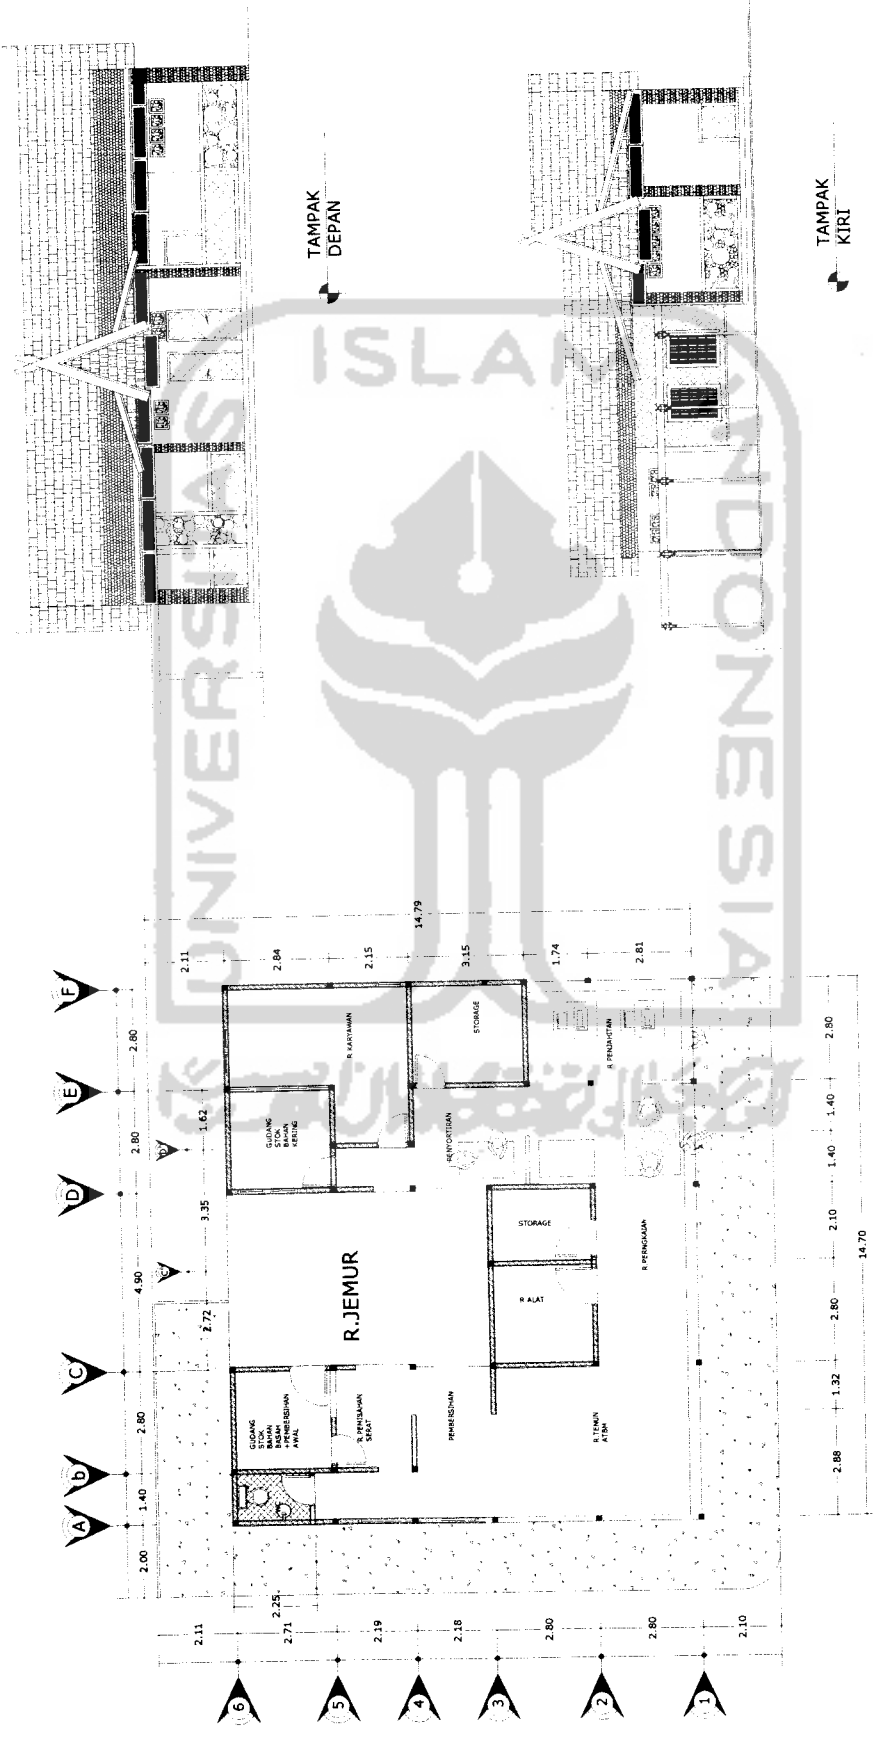 TAMPAK
DEPAN
TAMPAK
KIRI
ISLAM
UNIVERSITAS
INDONESIA
F
E
D'
D
C'
C
b
A
2.80
2.80
4.90
2.80
1.40
2.00
1.62
3.35
2.72
14.79
2.11
2.84
2.15
3.15
1.74
2.81
R.KARYAWAN
STORAGE
R.PENJAHITAN
GUDANG
STOK
BAHAN
KERING
PENYORTIRAN
STORAGE
R.ALAT
R.JEMUR
GUDANG
STOK
BAHAN
BASAH
+PEMBERSIHAN
AWAL
R.PEMISAHAN
SERAT
PEMBERSIHAN
R.TENUN
ATBM
2.80
1.40
1.40
2.10
2.80
1.32
2.88
14.70
2.25
2.11
2.71
2.19
2.18
2.80
2.80
2.10
6
5
4
3
2
1